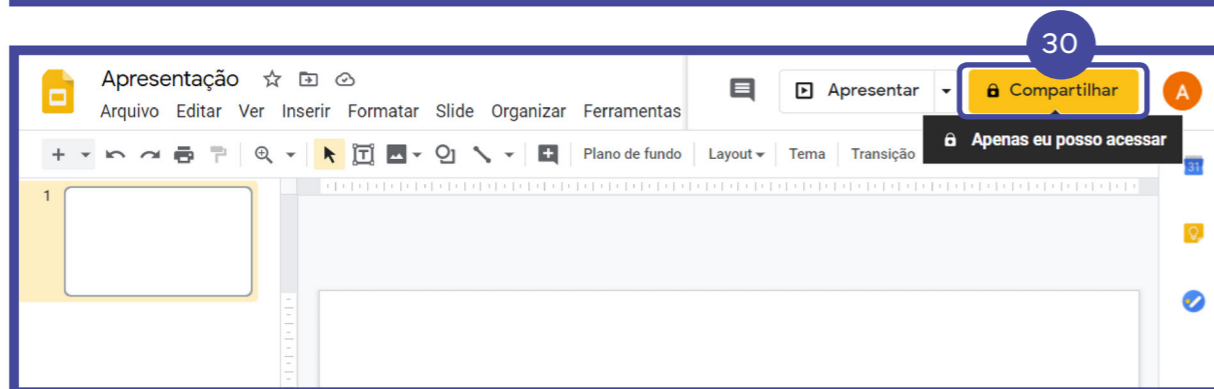 30
Apresentação
Apresentar
Compartilhar
A
Arquivo Editar Ver Inserir Formatar Slide Organizar Ferramentas
Apenas eu posso acessar
Plano de fundo Layout Tema Transição
31
1